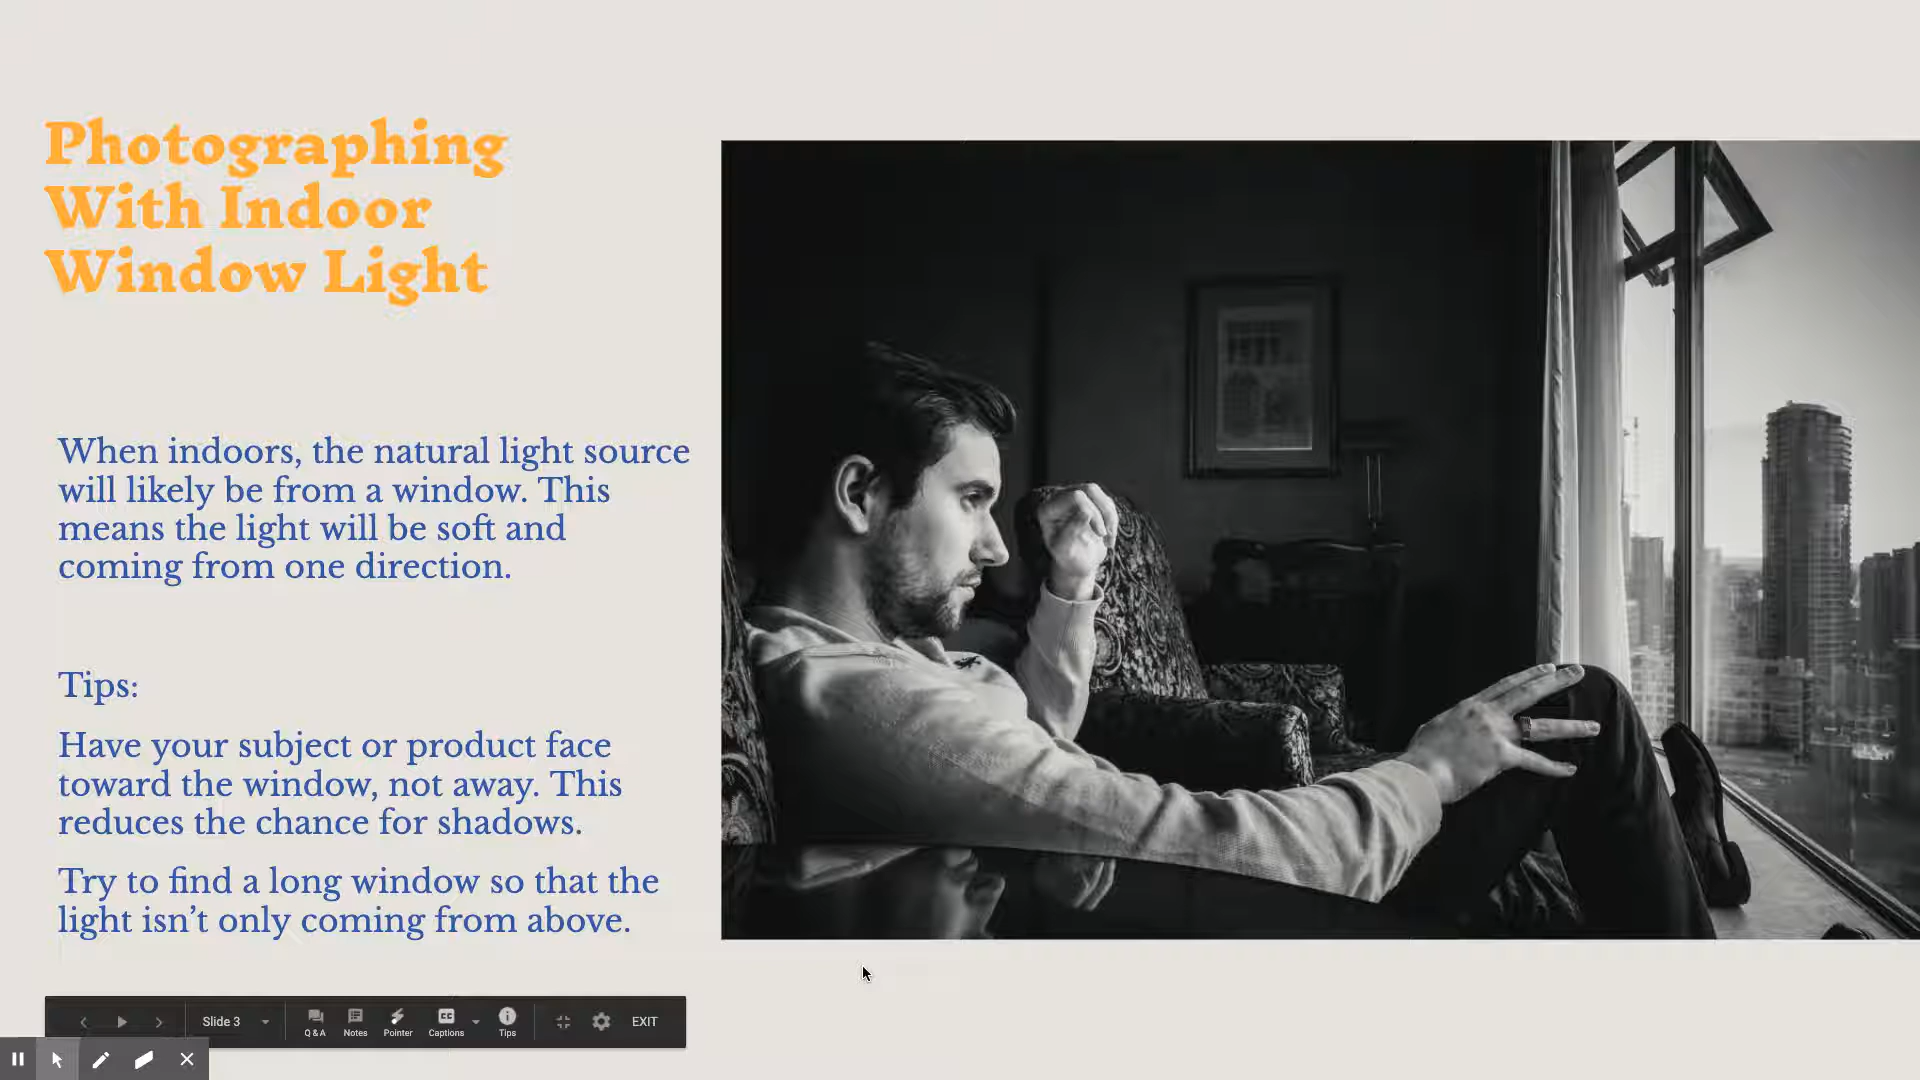 Photographing
With Indoor
Window Light
When indoors, the natural light source
will likely be from a window. This
means the light will be soft and
coming from one direction.
Tips:
Have your subject or product face
toward the window, not away. This
reduces the chance for shadows.
Try to find a long window so that the
light isn’t only coming from above.
Slide 3
Q & A
Notes
Pointer
CC
Captions
Tips
EXIT